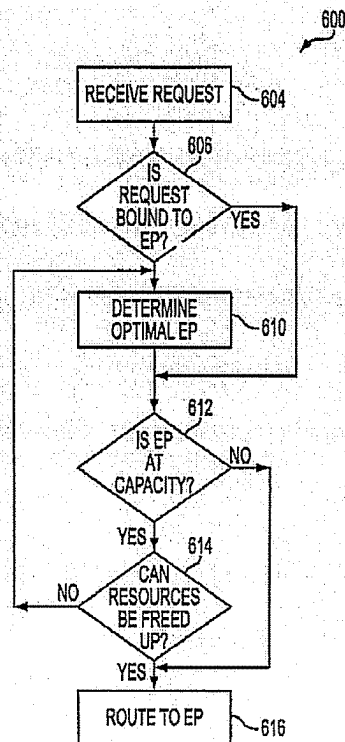 600
RECEIVE REQUEST
604
606
IS
REQUEST
BOUND TO
EP?
YES
DETERMINE
OPTIMAL EP
610
612
IS EP
AT
CAPACITY?
NO
YES
614
CAN
RESOURCES
BE FREED
UP?
NO
YES
ROUTE TO EP
616